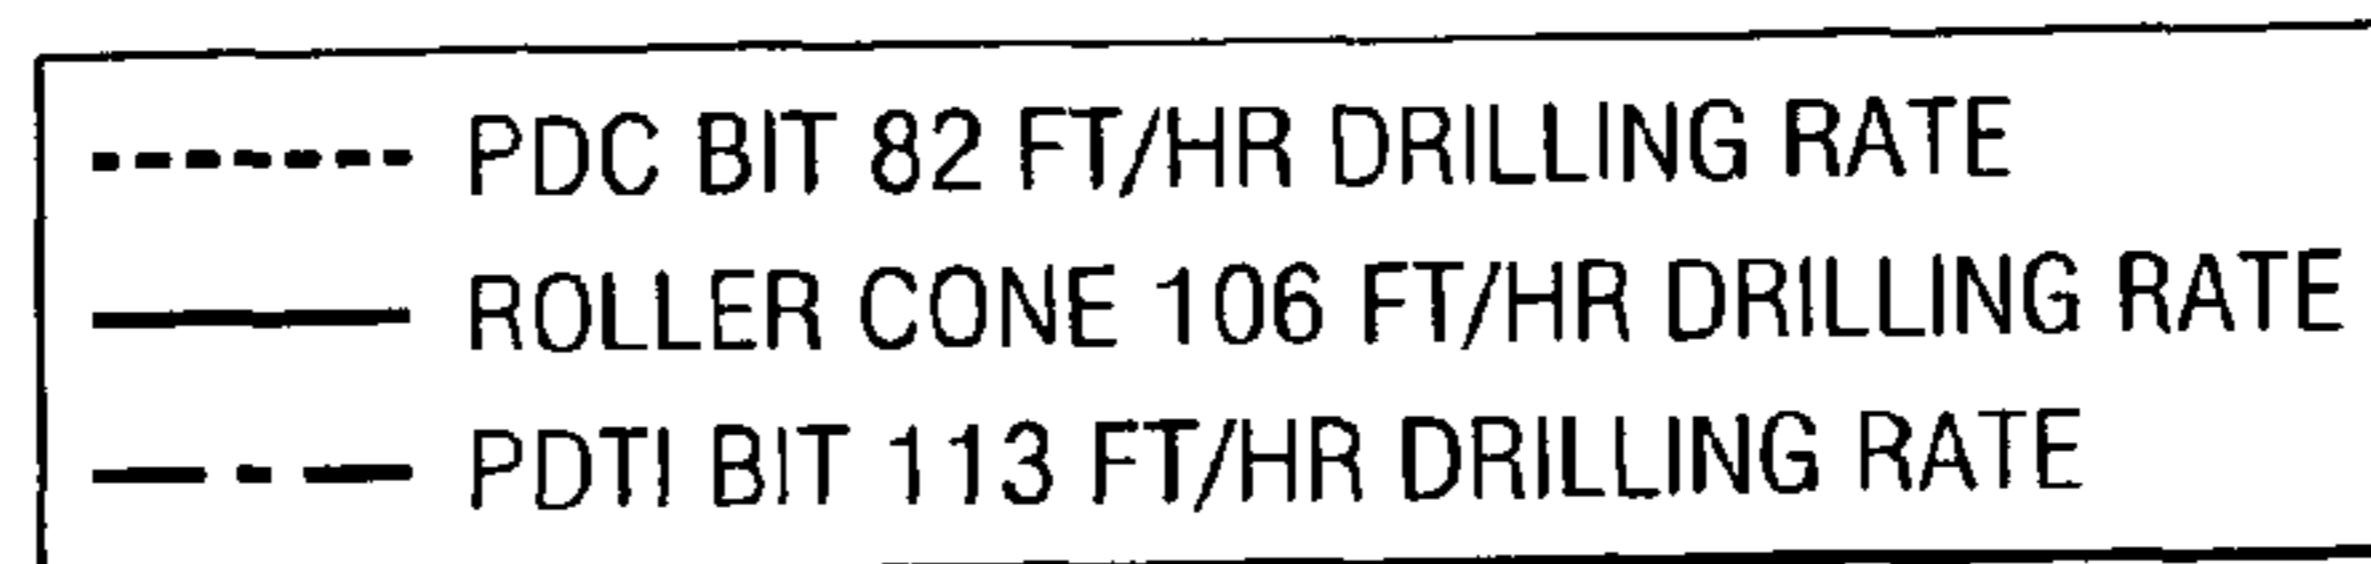 PDC BIT 82 FT/HR DRILLING RATE
ROLLER CONE 106 FT/HR DRILLING RATE
PDTI BIT 113 FT/HR DRILLING RATE